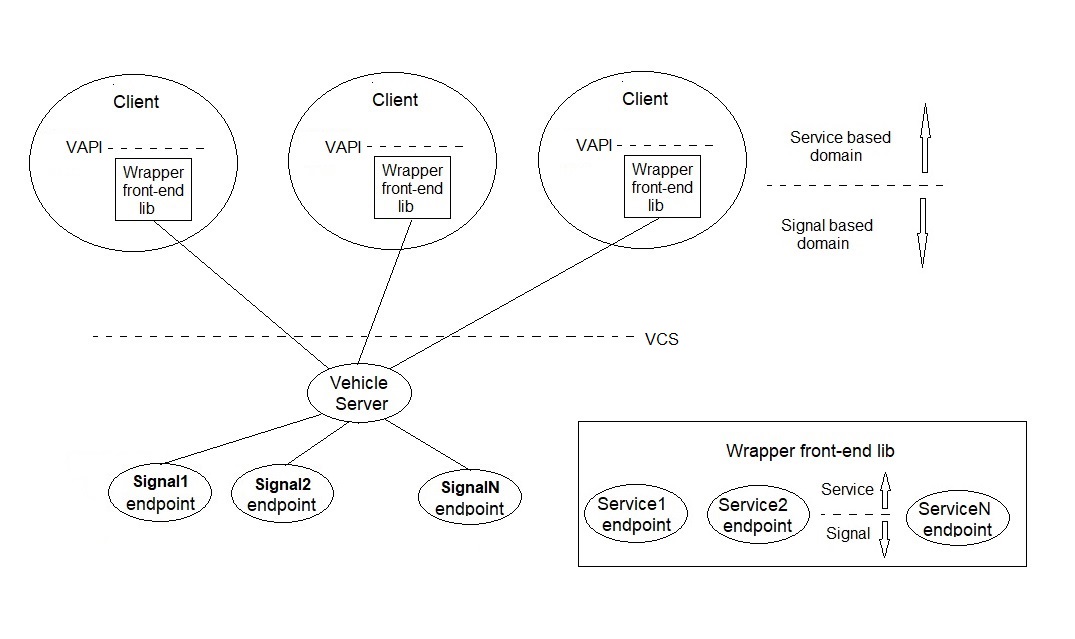 Client
Client
Client
VAPI
VAPI
VAPI
Wrapper
front-end
lib
Wrapper
front-end
lib
Wrapper
front-end
lib
Service based
domain
Signal based
domain
VCS
Vehicle
Server
Signal1
endpoint
Signal2
endpoint
SignalN
endpoint
Wrapper front-end lib
Service1
endpoint
Service2
endpoint
Service
Signal
ServiceN
endpoint